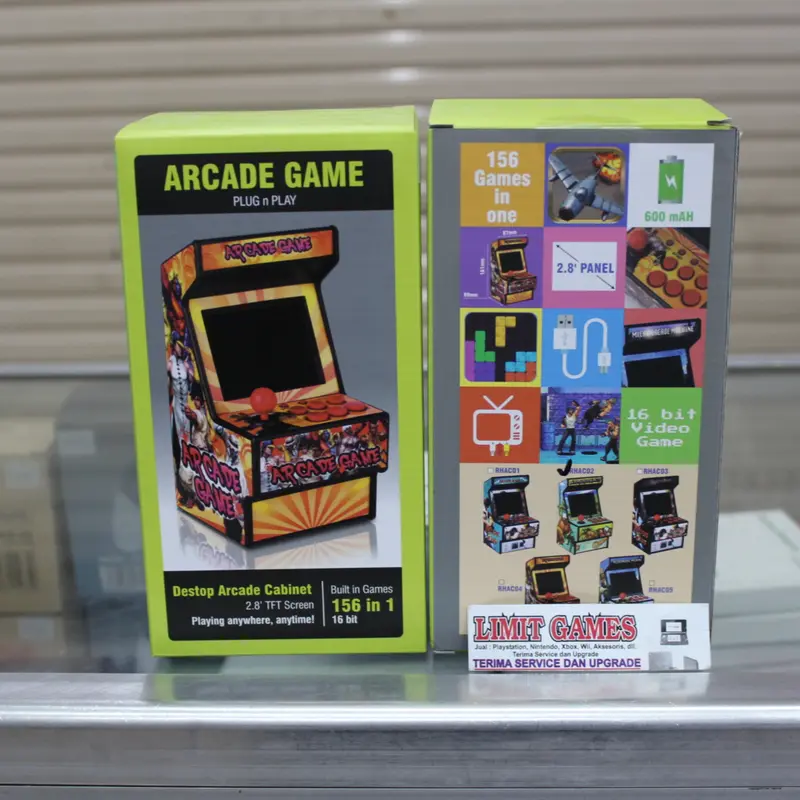 ARCADE GAME
PLUG n PLAY
ARCADE GAME
ARCADE GAME
ARCADE
GAME
Destop Arcade Cabinet
2.8' TFT Screen
Playing anywhere, anytime!
Built in Games
156 in 1
16 bit
156
Games
in
one
600 mAH
2.8' PANEL
16 bit
Video
Game
RHAC01
RHAC02
RHAC03
RHAC04
RHAC05
LIMIT GAMES
Jual : Playstation, Nintendo, Xbox, Wii, Aksesoris, dll.
Terima Service dan Upgrade
TERIMA SERVICE DAN UPGRADE